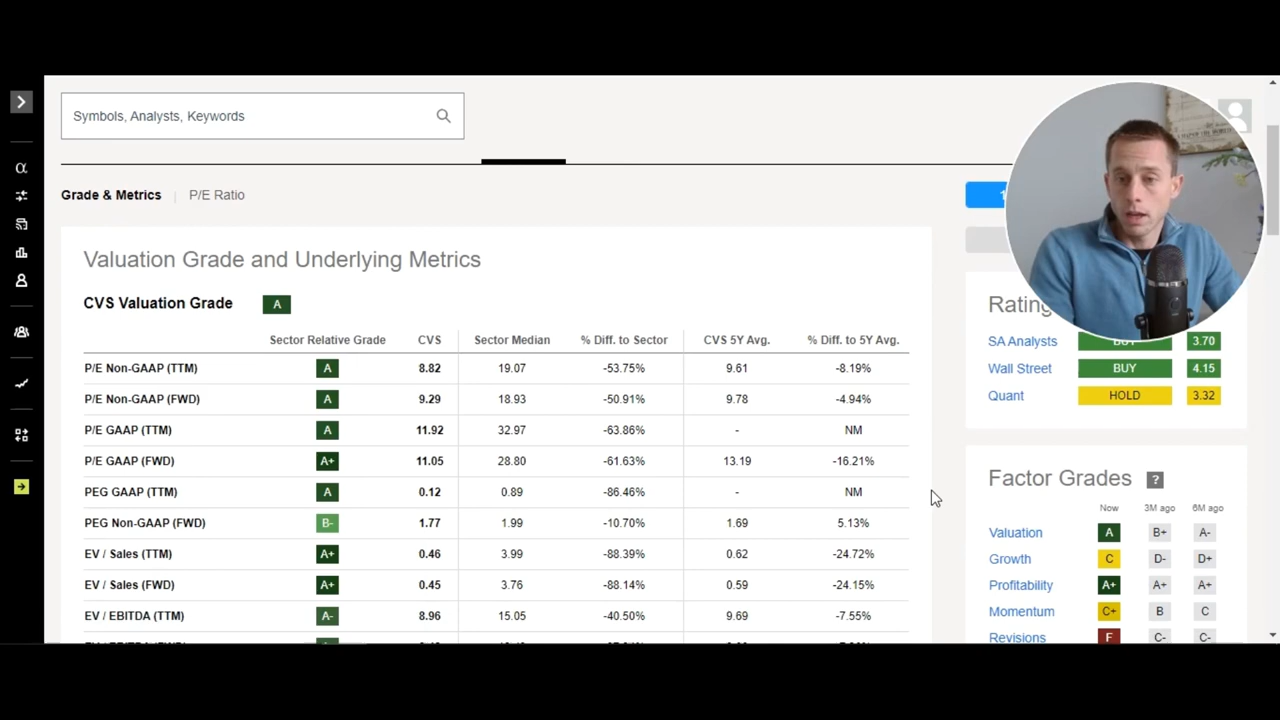 Symbols, Analysts, Keywords
Grade & Metrics | P/E Ratio
Valuation Grade and Underlying Metrics
CVS Valuation Grade A
Sector Relative Grade CVS Sector Median % Diff. to Sector CVS 5Y Avg. % Diff. to 5Y Avg.
P/E Non-GAAP (TTM) A 8.82 19.07 -53.75% 9.61 -8.19%
P/E Non-GAAP (FWD) A 9.29 18.93 -50.91% 9.78 -4.94%
P/E GAAP (TTM) A 11.92 32.97 -63.86% - NM
P/E GAAP (FWD) A+ 11.05 28.80 -61.63% 13.19 -16.21%
PEG GAAP (TTM) A 0.12 0.89 -86.46% - NM
PEG Non-GAAP (FWD) B- 1.77 1.99 -10.70% 1.69 5.13%
EV / Sales (TTM) A+ 0.46 3.99 -88.39% 0.62 -24.72%
EV / Sales (FWD) A+ 0.45 3.76 -88.14% 0.59 -24.15%
EV / EBITDA (TTM) A- 8.96 15.05 -40.50% 9.69 -7.55%
Rating
SA Analysts BUY 3.70
Wall Street BUY 4.15
Quant HOLD 3.32
Factor Grades ?
Now 3M ago 6M ago
Valuation A B+ A-
Growth C D- D+
Profitability A+ A+ A+
Momentum C+ B C
Revisions F C- C-